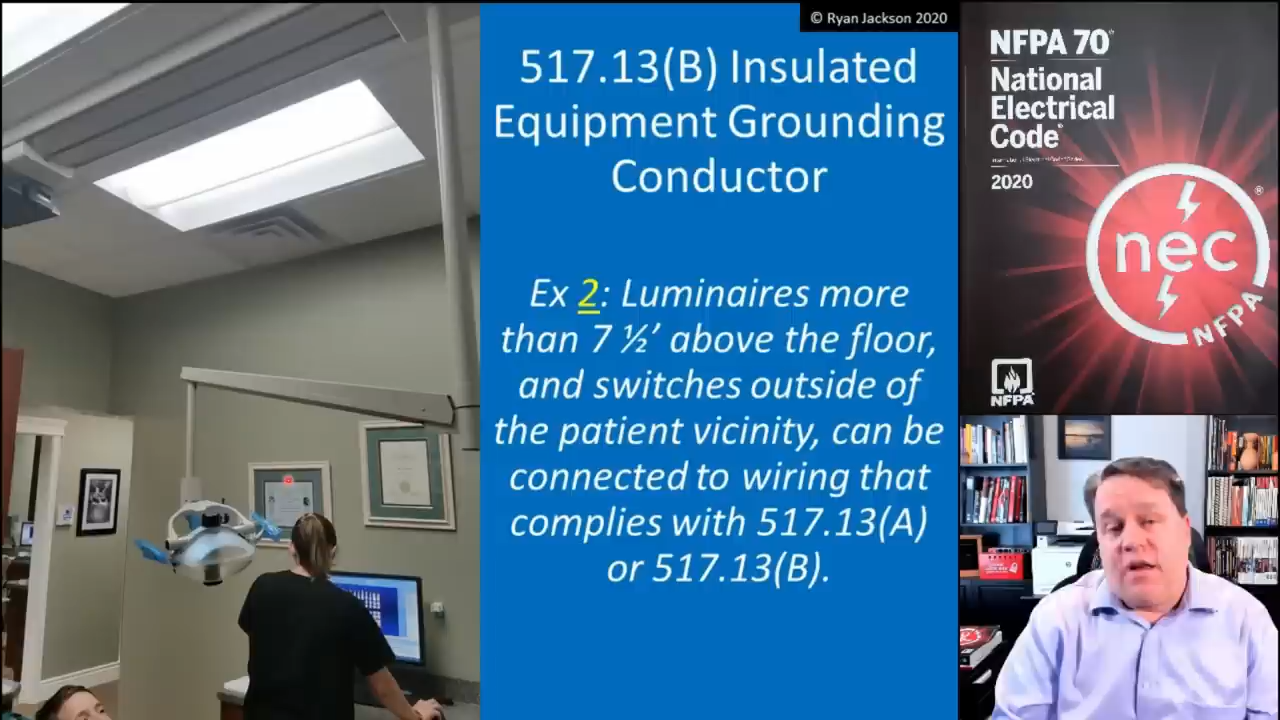 © Ryan Jackson 2020
517.13(B) Insulated
Equipment Grounding
Conductor
Ex 2: Luminaires more
than 7 ½’ above the floor,
and switches outside of
the patient vicinity, can be
connected to wiring that
complies with 517.13(A)
or 517.13(B).
NFPA 70®
National
Electrical
Code®
2020
nec
®
NFPA
NFPA